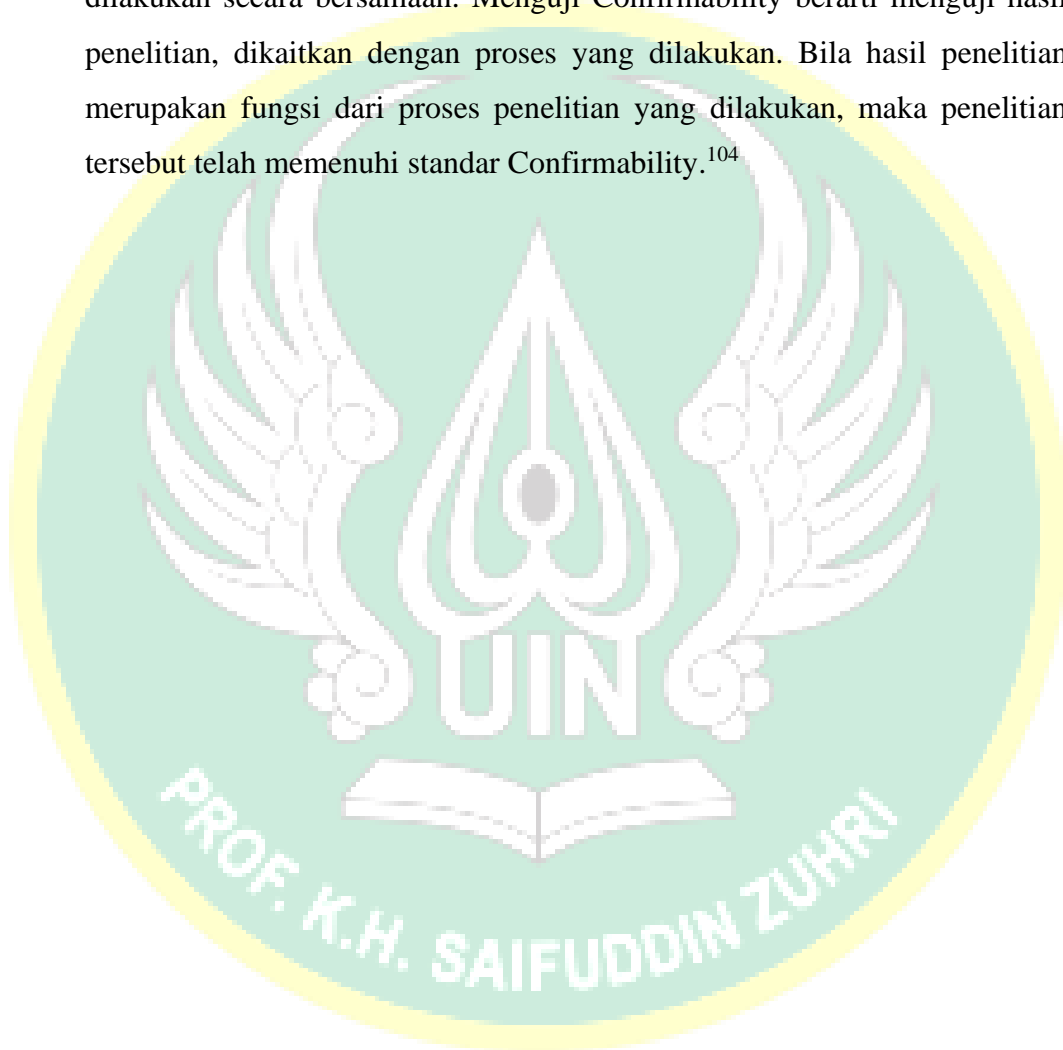 dilakukan secara bersamaan. Menguji Confirmability berarti menguji hasil
penelitian, dikaitkan dengan proses yang dilakukan. Bila hasil penelitian
merupakan fungsi dari proses penelitian yang dilakukan, maka penelitian
tersebut telah memenuhi standar Confirmability.104
UIN
PROF. K.H. SAIFUDDIN ZUHRI